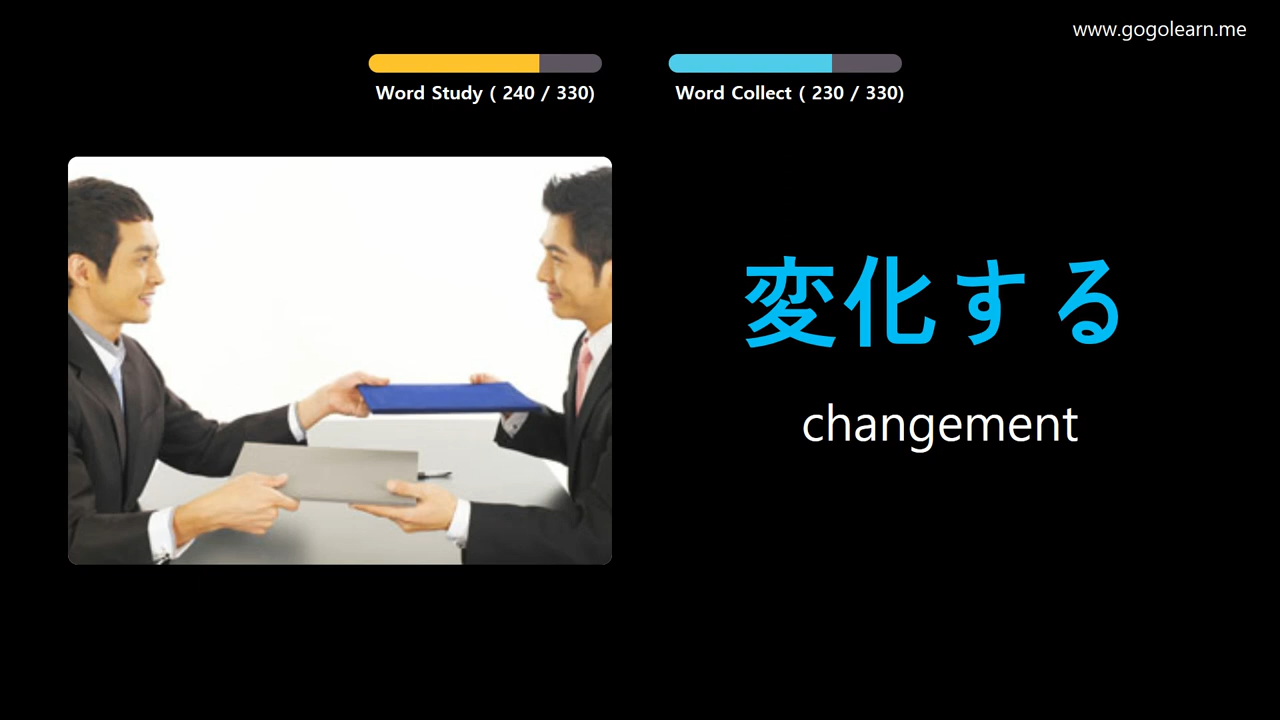 www.gogolearn.me
Word Study ( 240 / 330)
Word Collect ( 230 / 330)
変化する
changement